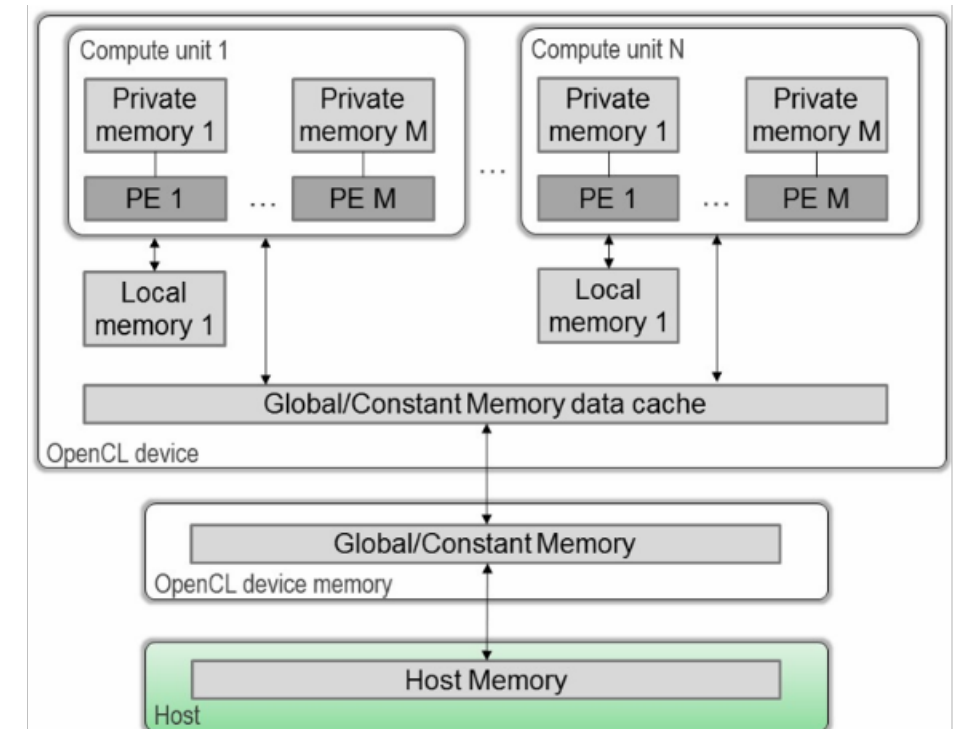 Compute unit 1
Compute unit N
Private
memory 1
Private
memory M
Private
memory 1
Private
memory M
...
PE 1
...
PE M
PE 1
...
PE M
Local
memory 1
Local
memory 1
Global/Constant Memory data cache
OpenCL device
Global/Constant Memory
OpenCL device memory
Host Memory
Host